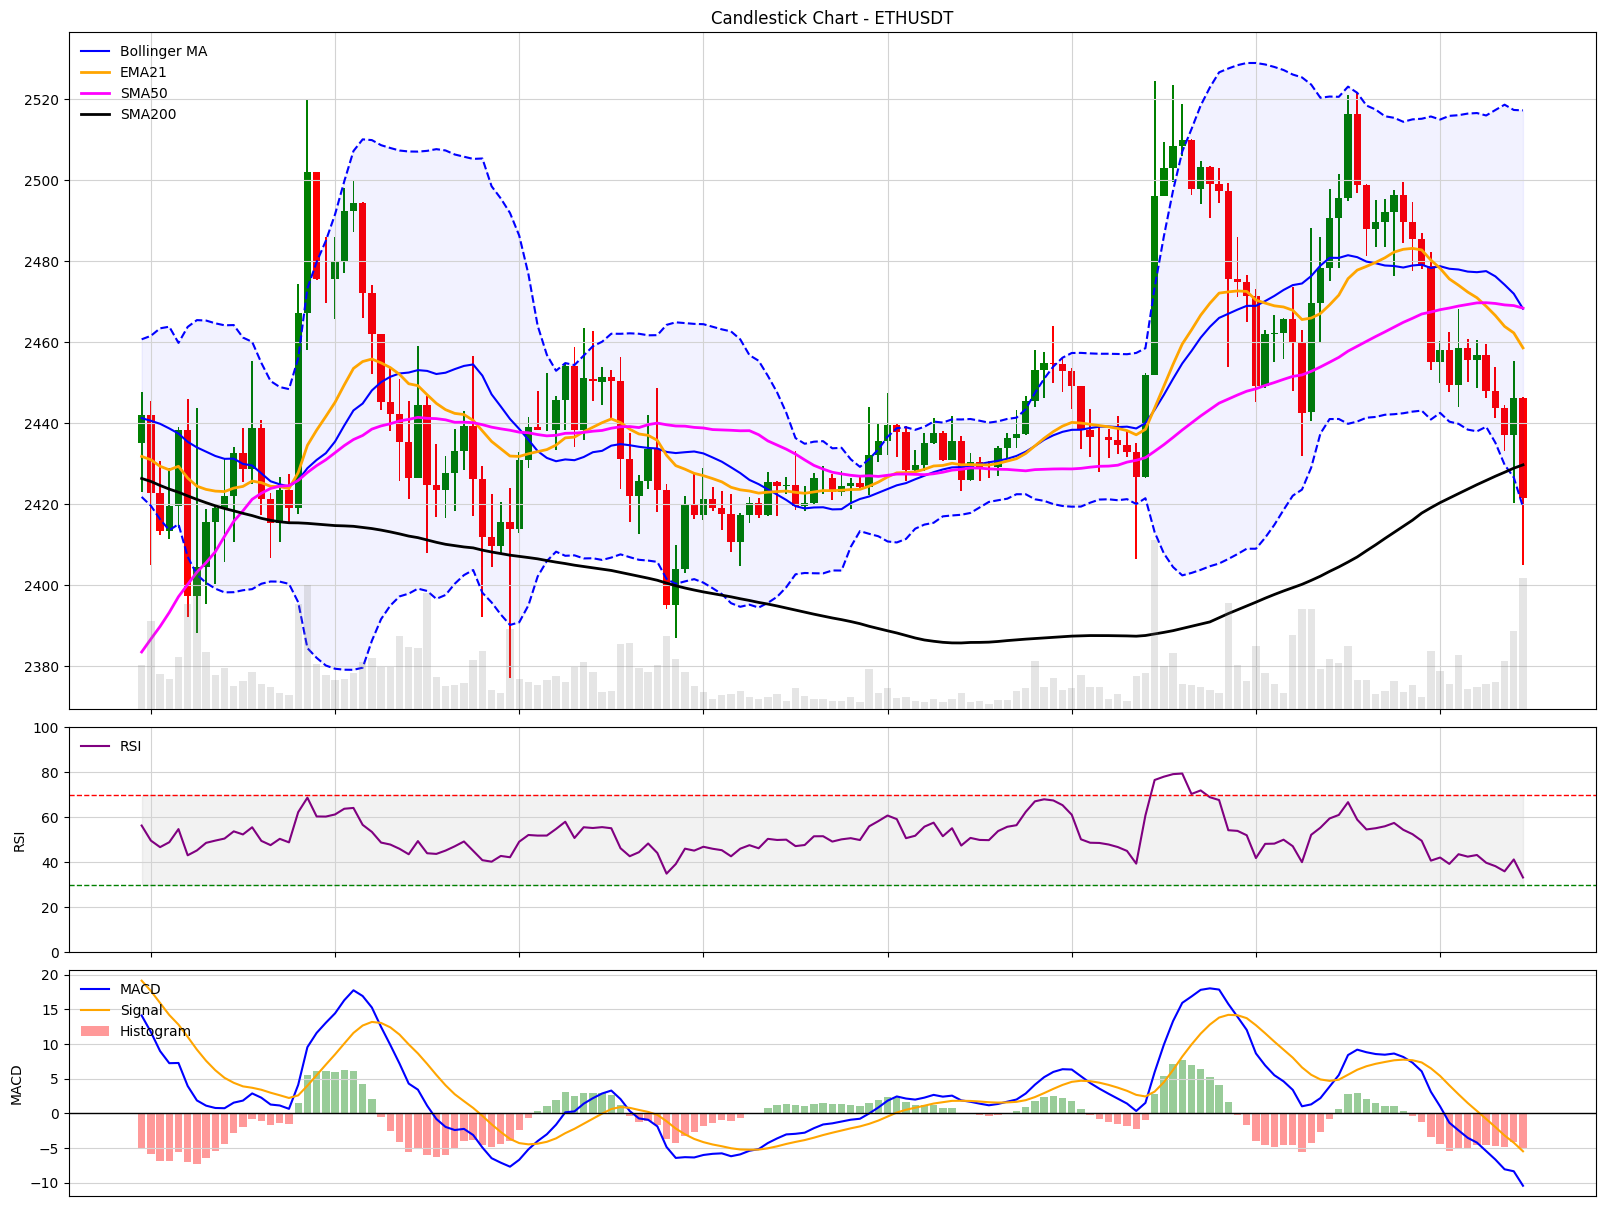 Candlestick Chart - ETHUSDT
Bollinger MA
EMA21
SMA50
SMA200
2520
2500
2480
2460
2440
2420
2400
2380
RSI
100
80
60
40
20
0
RSI
MACD
Signal
Histogram
20
15
10
5
0
−5
−10
MACD